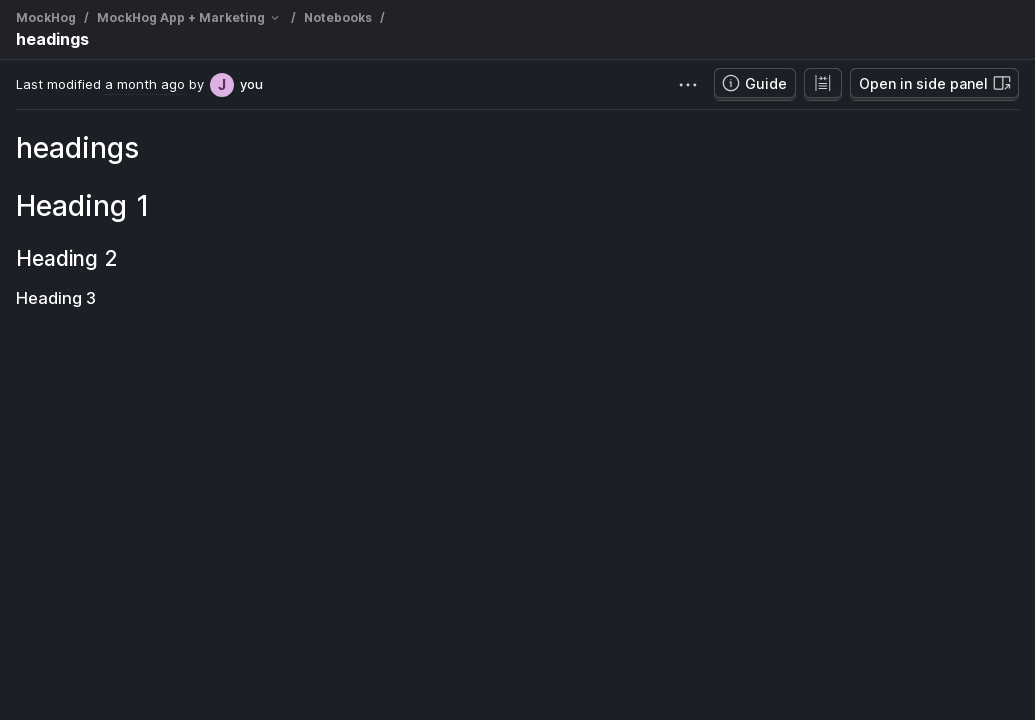 MockHog / MockHog App + Marketing / Notebooks /
headings
Last modified a month ago by J you
Guide
Open in side panel
headings
Heading 1
Heading 2
Heading 3